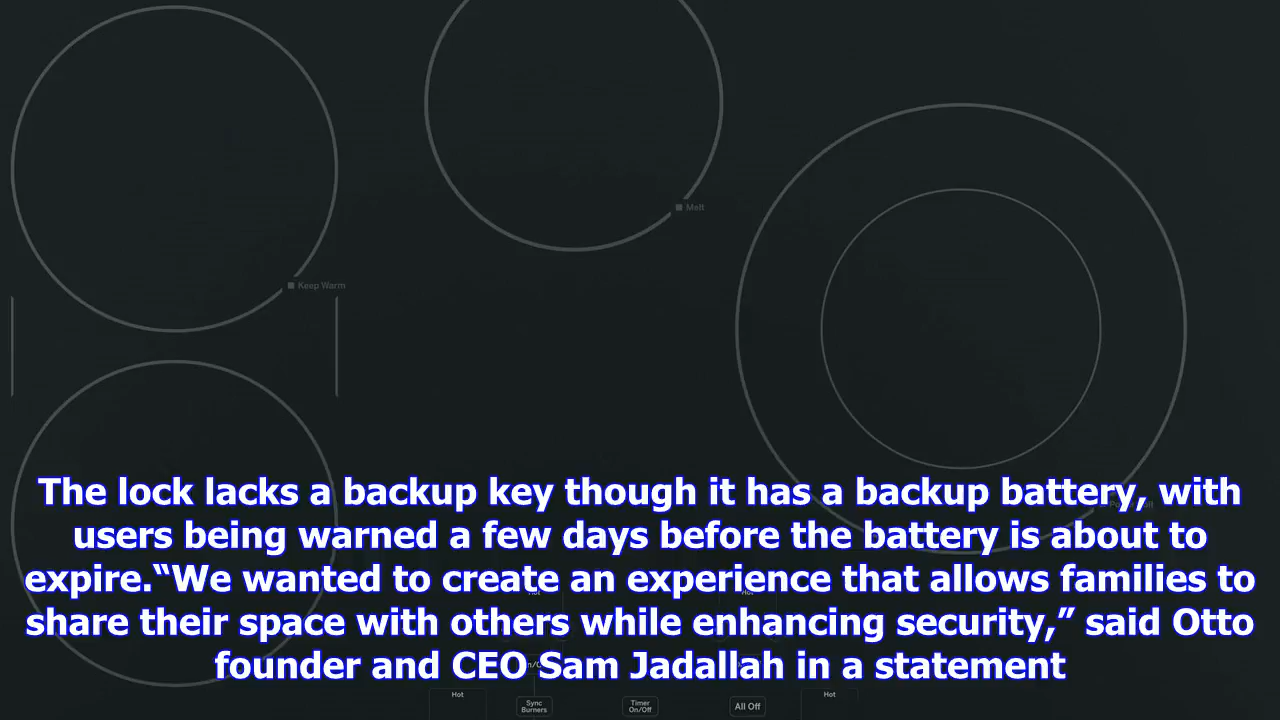 Melt
Keep Warm
The lock lacks a backup key though it has a backup battery, with
users being warned a few days before the battery is about to
expire.“We wanted to create an experience that allows families to
share their space with others while enhancing security,” said Otto
founder and CEO Sam Jadallah in a statement
Hot
Hot
Sync
Burners
Timer
On/Off
All Off